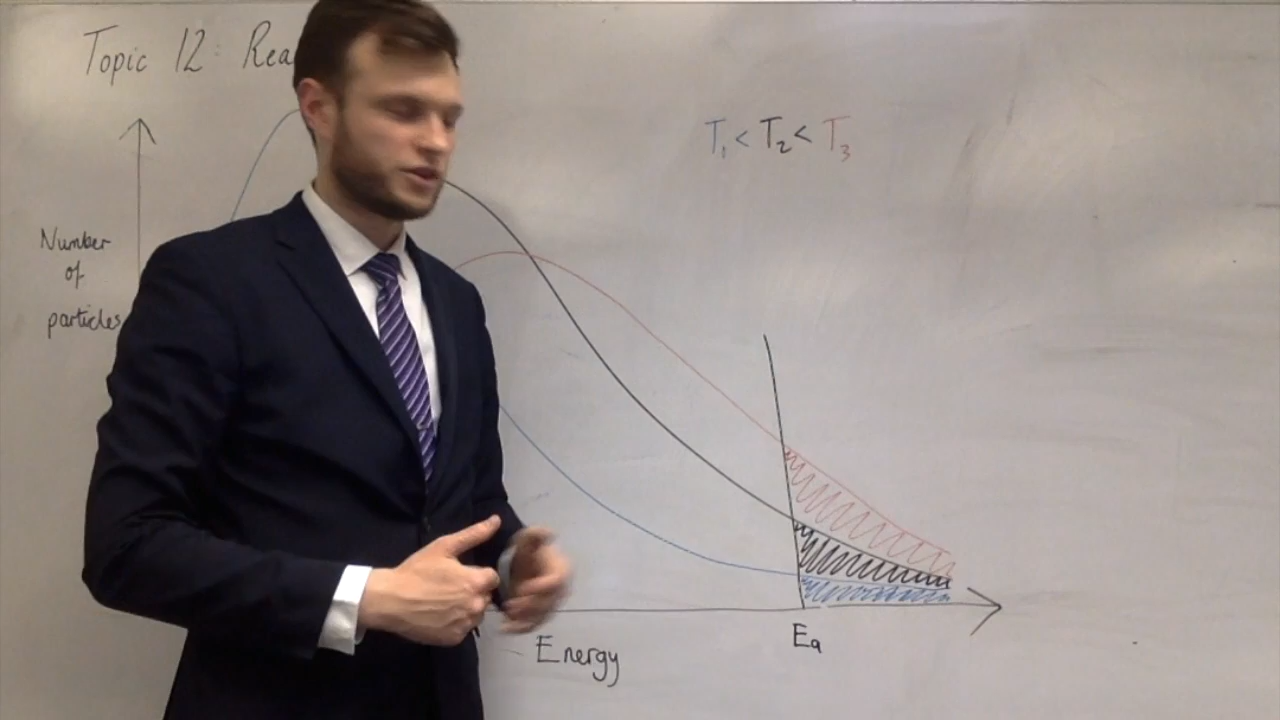 Topic 12: Rea
T₁ < T₂ < T₃
Number
of
particles
Ea
Energy